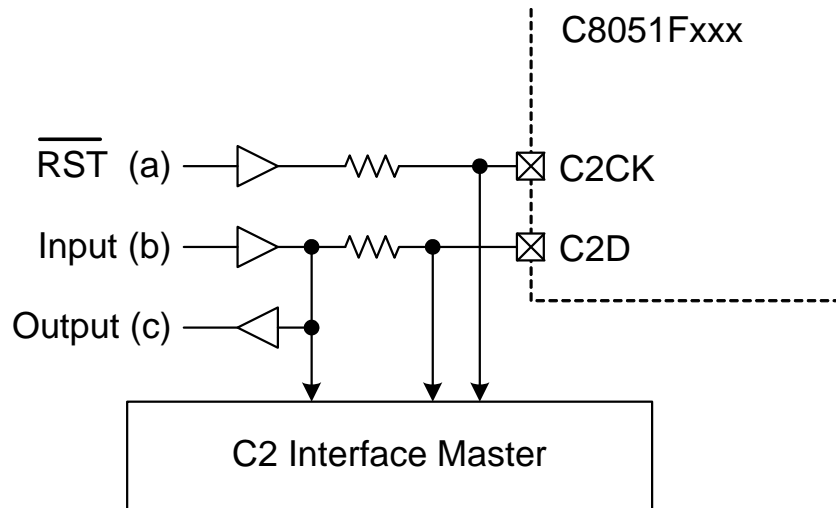 C8051Fxxx
RST (a)
C2CK
Input (b)
C2D
Output (c)
C2 Interface Master